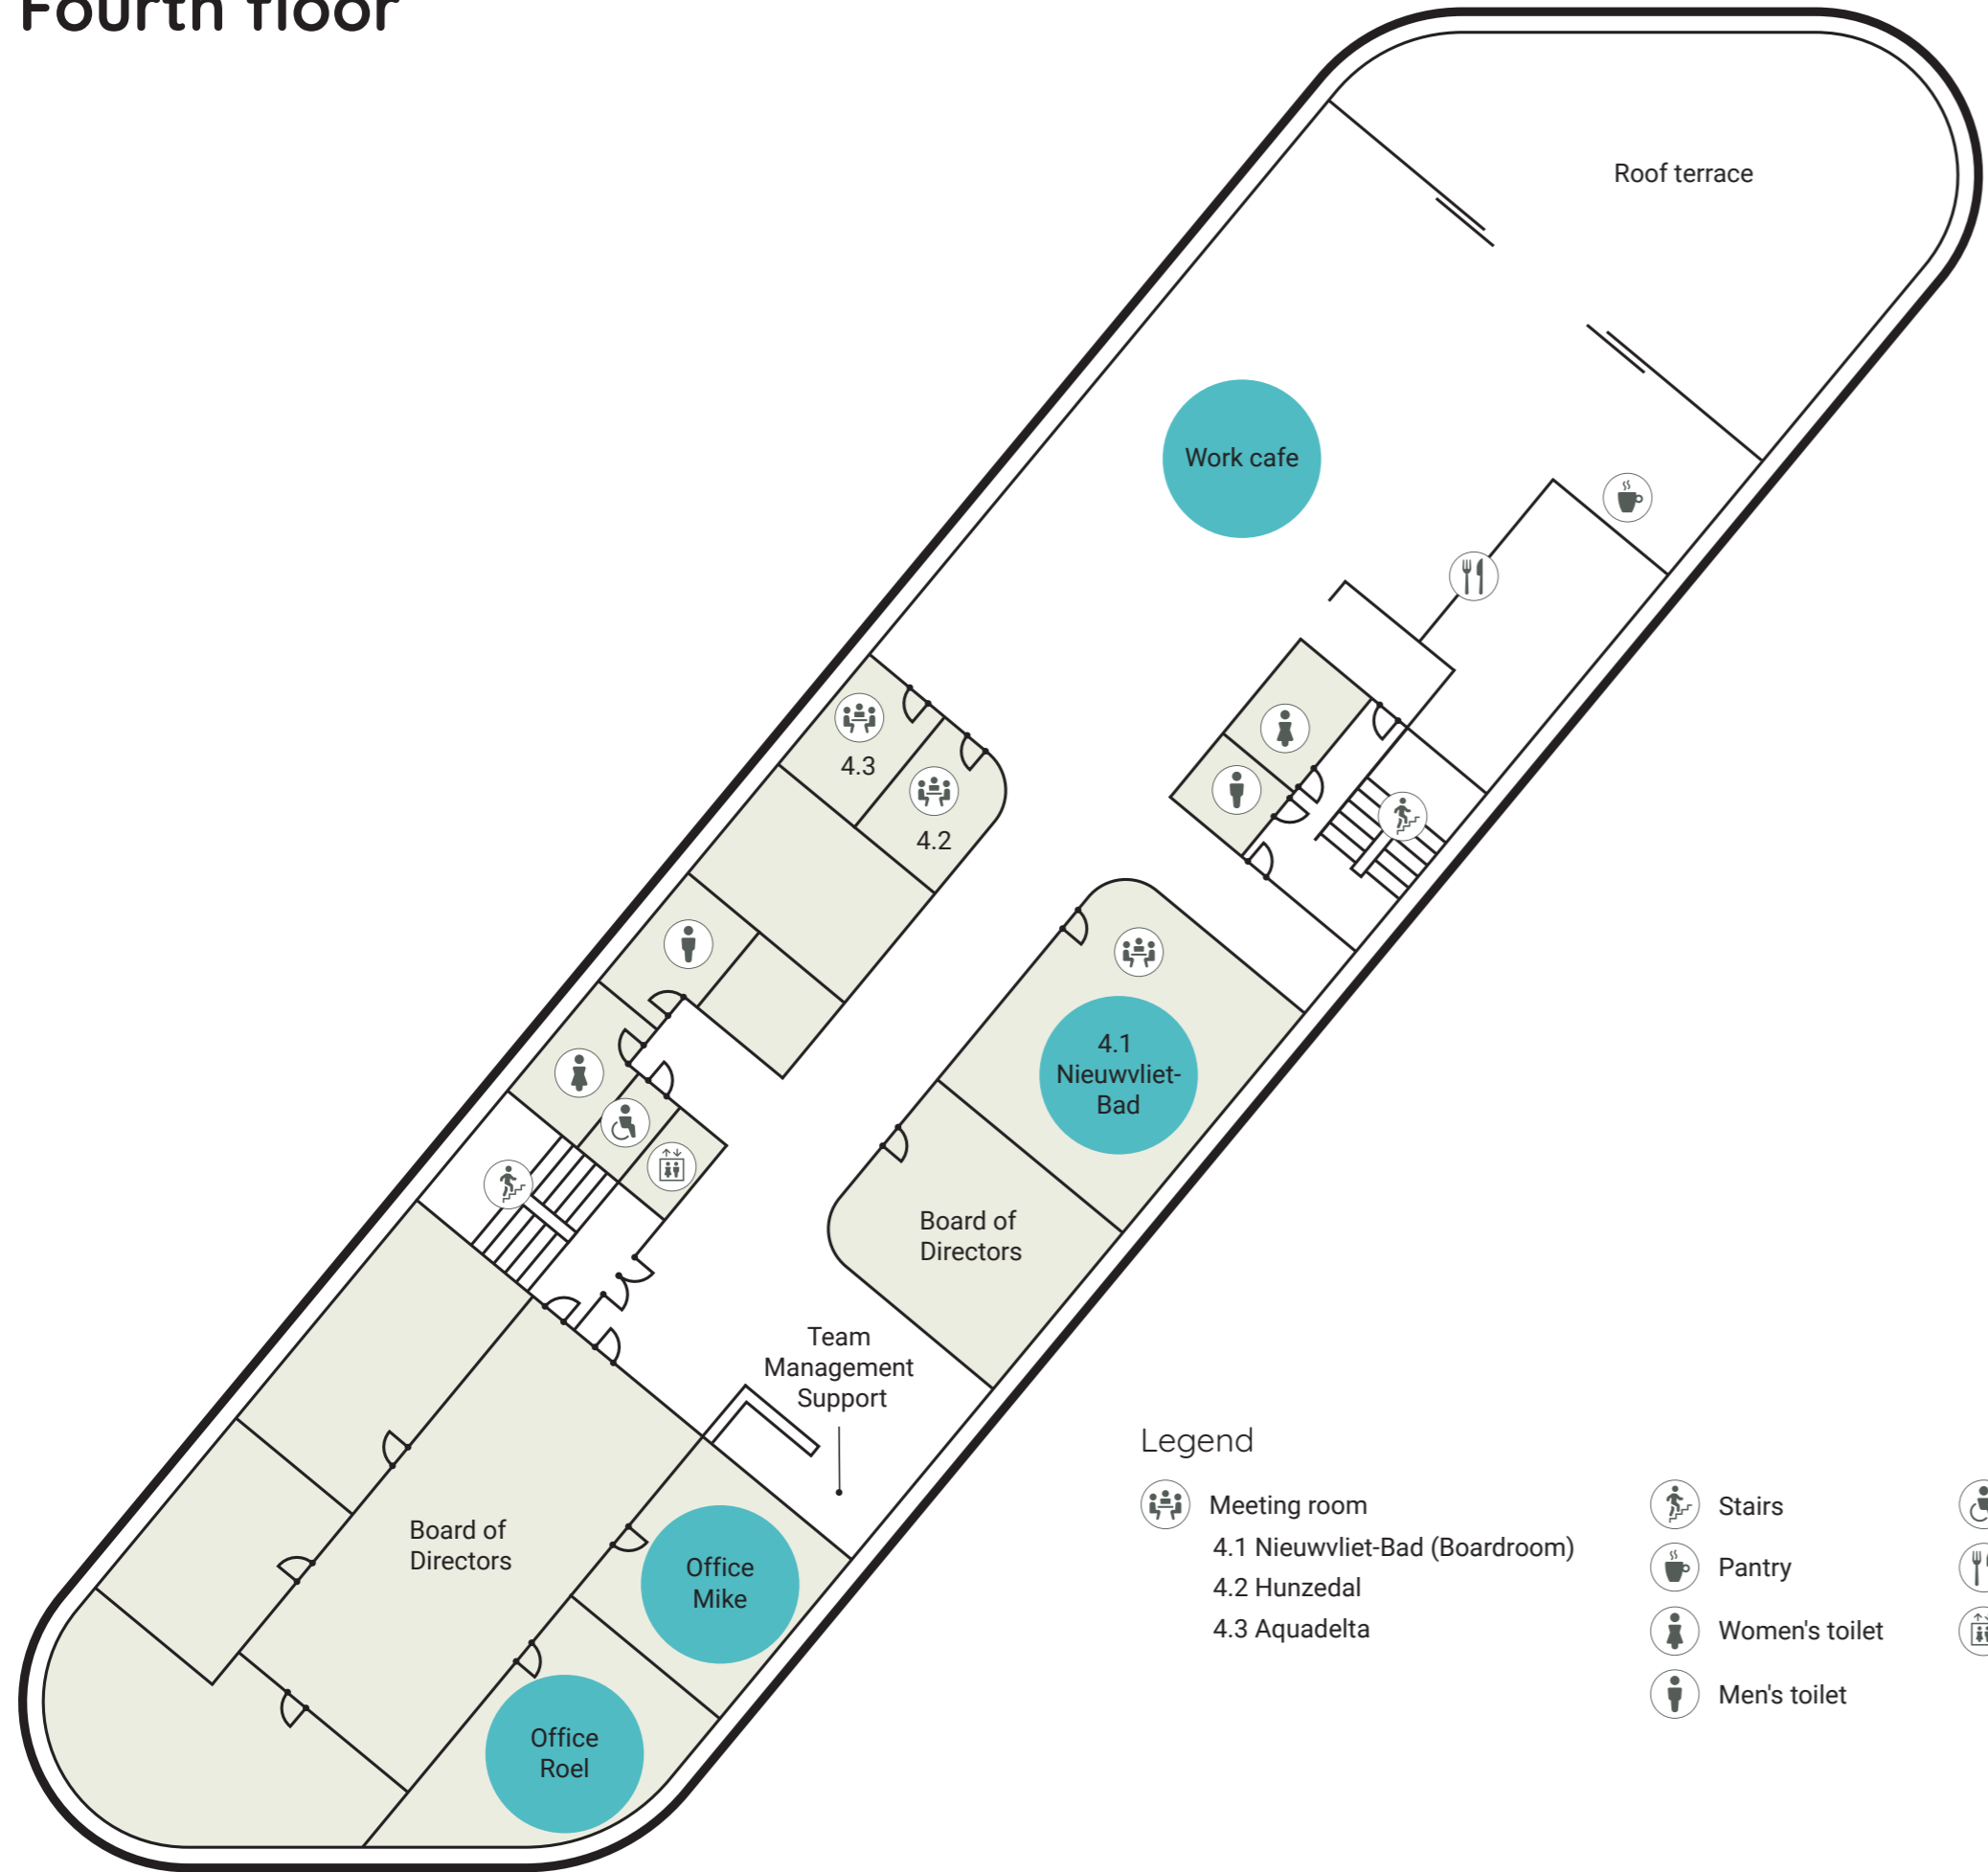 Fourth floor
Roof terrace
Work cafe
4.3
4.2
4.1
Nieuwvliet-
Bad
Board of
Directors
Team
Management
Support
Board of
Directors
Office
Mike
Office
Roel
Legend
Meeting room
4.1 Nieuwvliet-Bad (Boardroom)
4.2 Hunzedal
4.3 Aquadelta
Stairs
Pantry
Women's toilet
Men's toilet